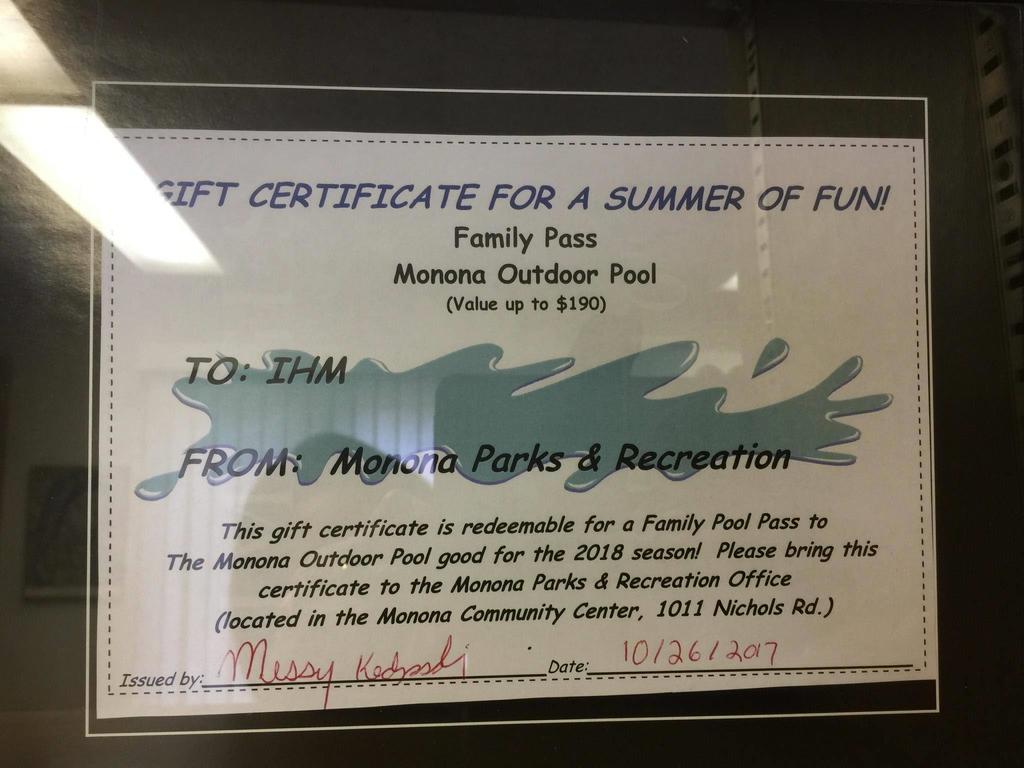 GIFT CERTIFICATE FOR A SUMMER OF FUN!
Family Pass
Monona Outdoor Pool
(Value up to $190)
TO: IHM
FROM: Monona Parks & Recreation
This gift certificate is redeemable for a Family Pool Pass to
The Monona Outdoor Pool good for the 2018 season! Please bring this
certificate to the Monona Parks & Recreation Office
(located in the Monona Community Center, 1011 Nichols Rd.)
Issued by: Date: 10/26/2017